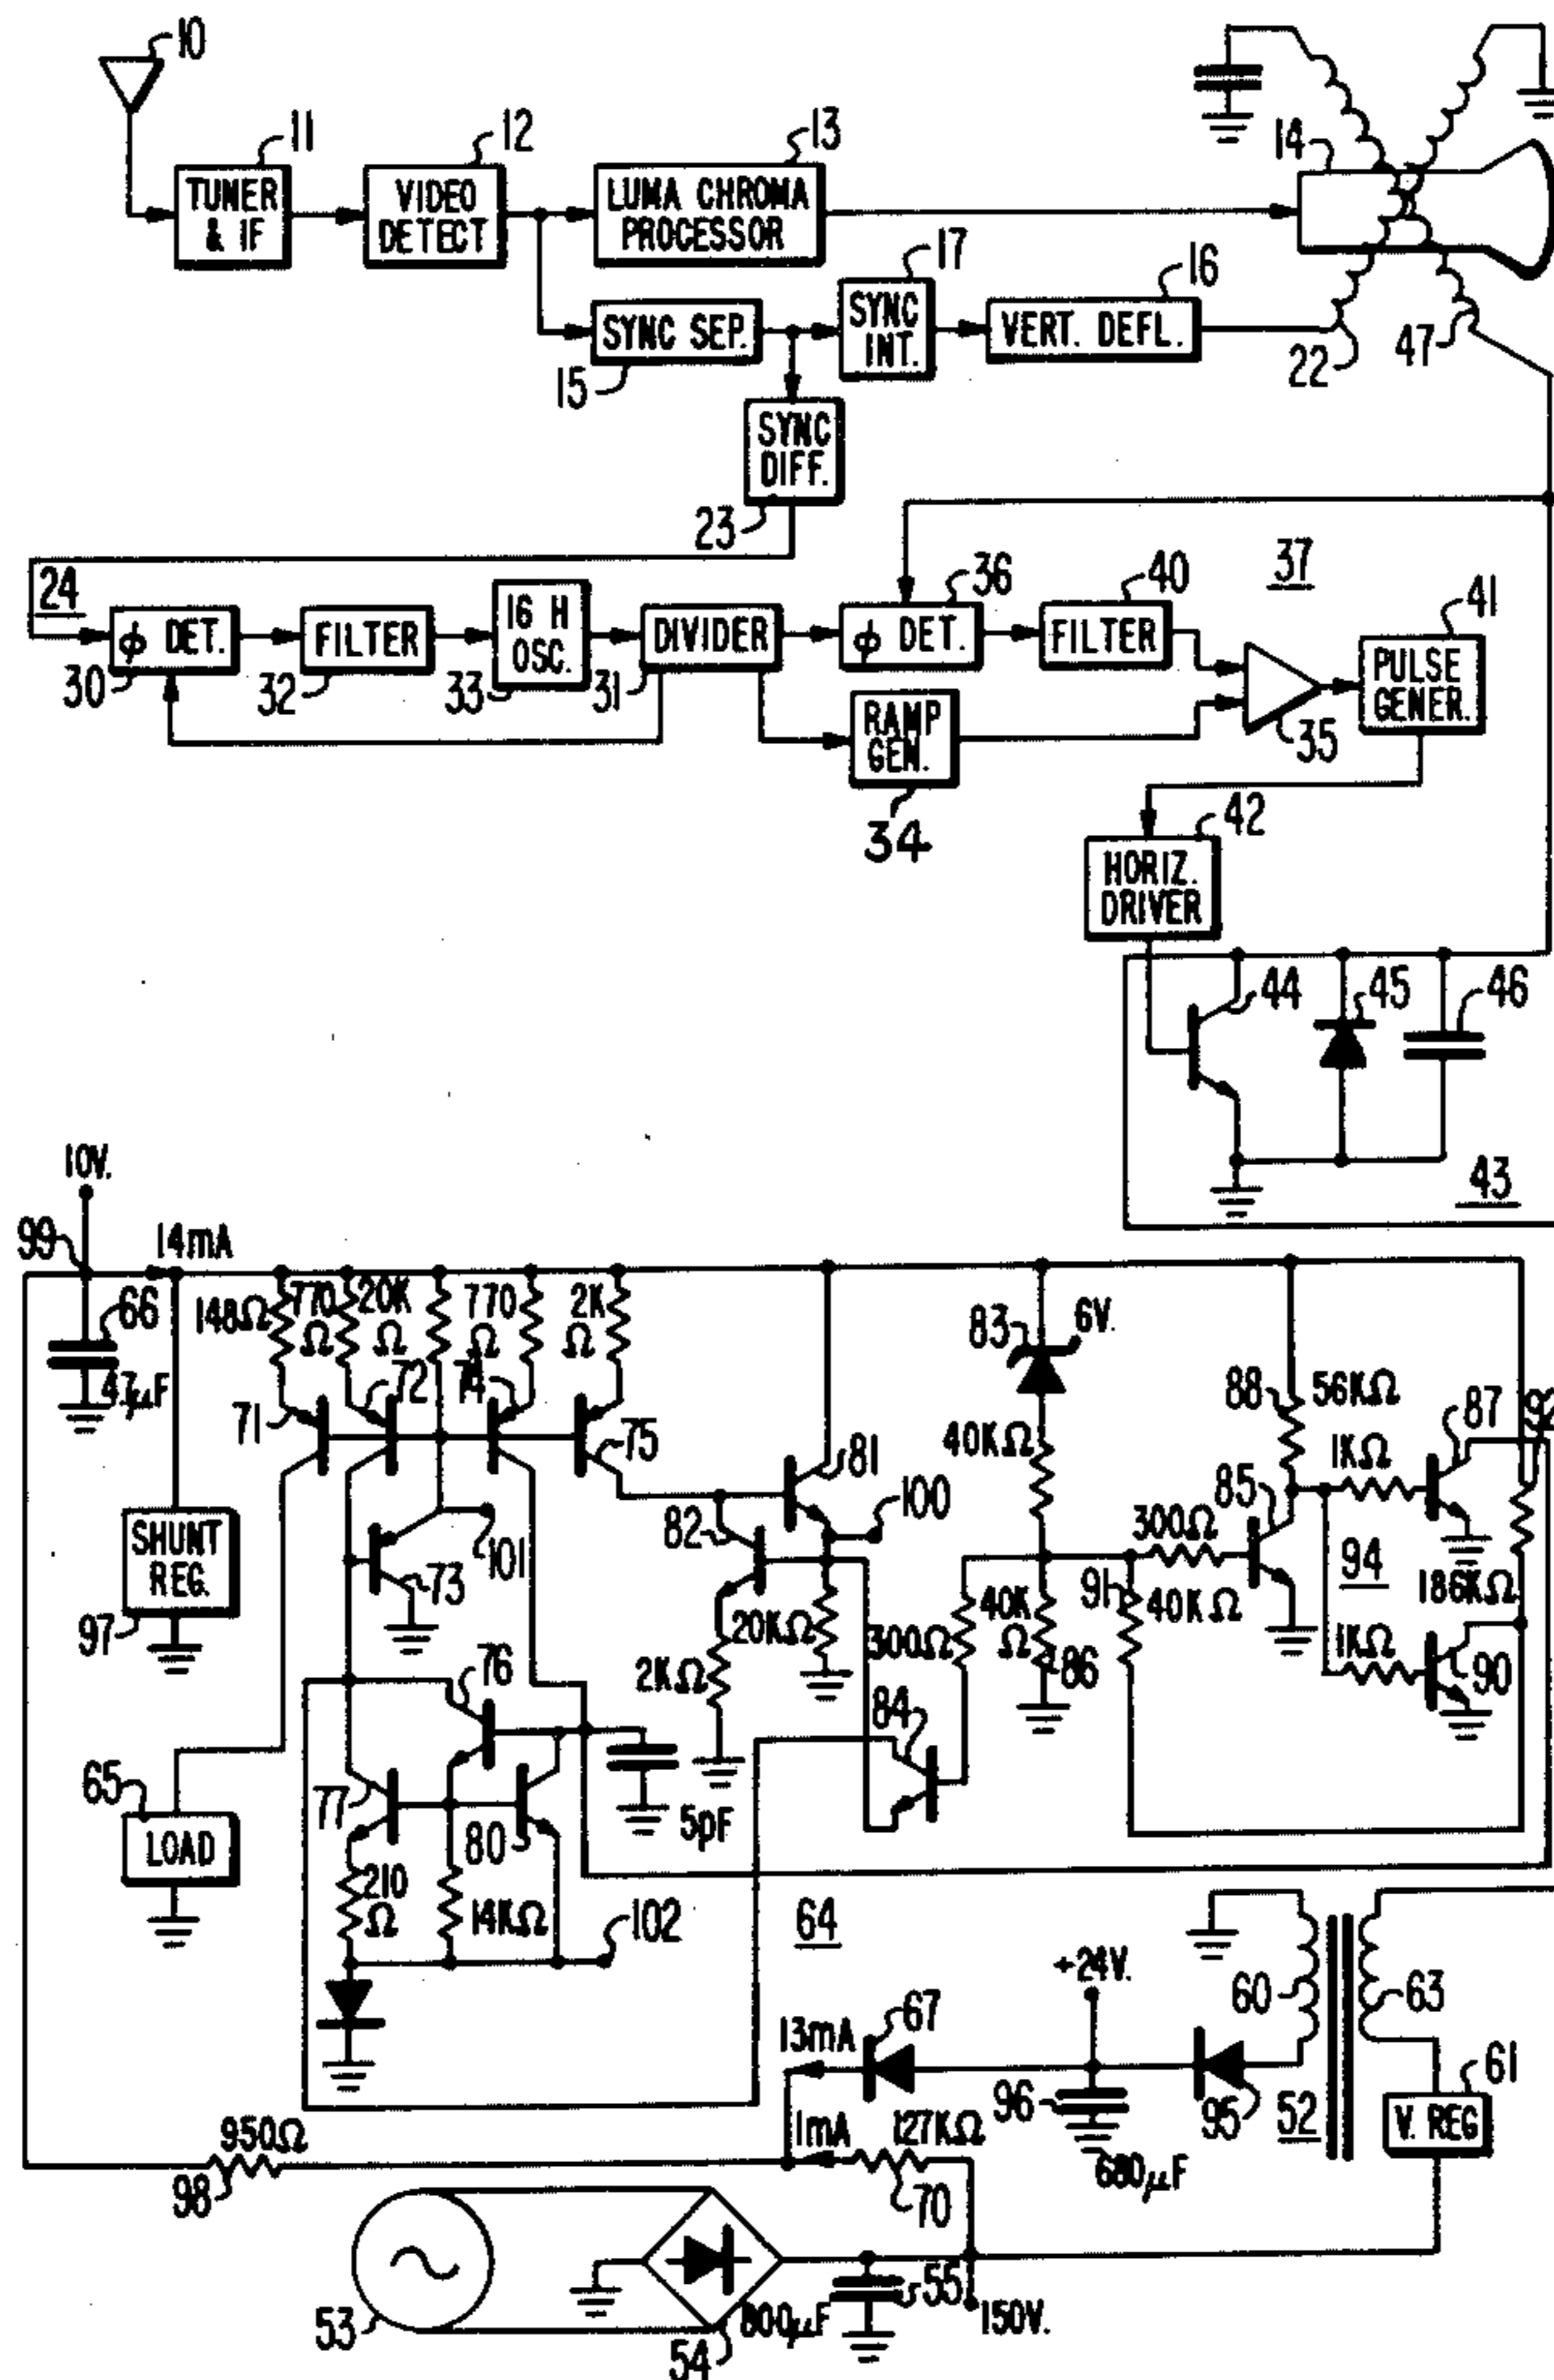 10
11
12
13
14
TUNER
& IF
VIDEO
DETECT
LUMA CHROMA
PROCESSOR
17
16
SYNC SEP.
SYNC
INT.
VERT. DEFL.
15
22
47
SYNC
DIFF.
23
24
36
40
37
41
ϕ DET.
FILTER
16 H
OSC.
DIVIDER
ϕ DET.
FILTER
PULSE
GENER.
30
32
33
31
RAMP
GEN.
35
34
42
HORIZ.
DRIVER
44
45
46
43
10V.
99
14mA
66
47μF
148Ω
770
Ω
20K
Ω
770
Ω
2K
Ω
83
6V.
88
56KΩ
87
92
71
72
74
75
40KΩ
1KΩ
81
100
85
82
300Ω
94
SHUNT
REG.
73
101
91
40KΩ
186KΩ
97
20KΩ
300Ω
40K
Ω
1KΩ
76
2KΩ
86
90
84
65
77
5pF
LOAD
80
210
Ω
14KΩ
102
64
+24V.
60
63
67
13mA
96
95
52
61
V. REG
950Ω
1mA
127KΩ
680μF
98
70
53
54
800μF
55
150V.